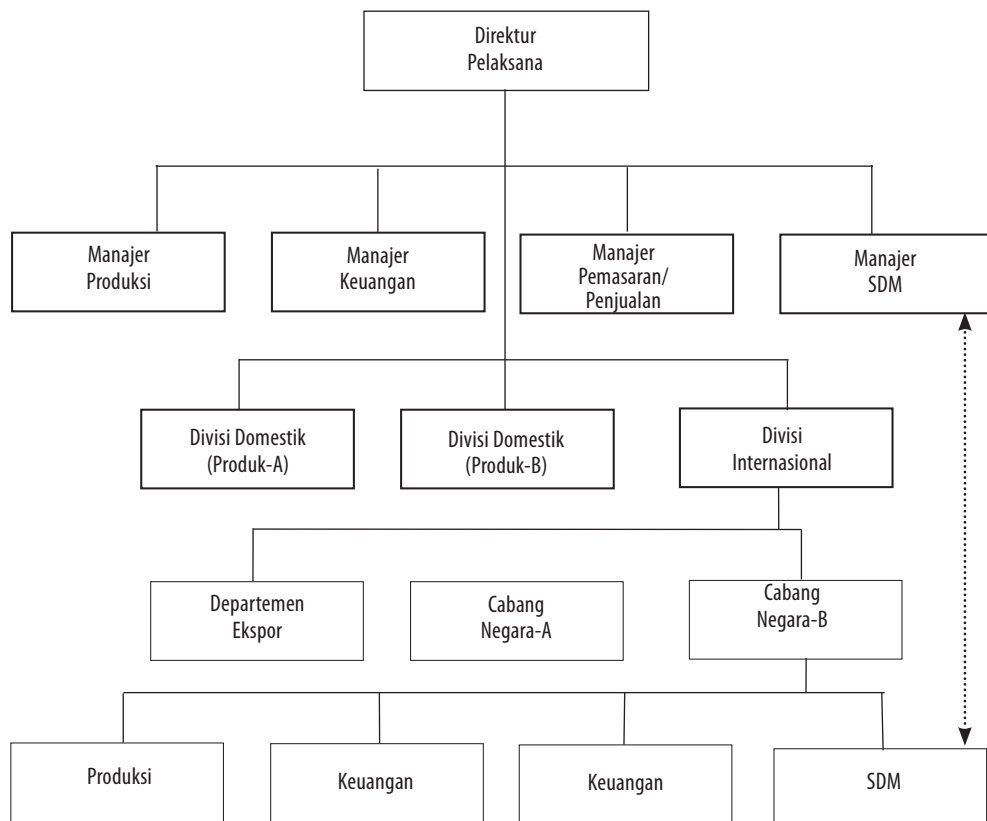 Direktur
Pelaksana
Manajer
Produksi
Manajer
Keuangan
Manajer
Pemasaran/
Penjualan
Manajer
SDM
Divisi Domestik
(Produk-A)
Divisi Domestik
(Produk-B)
Divisi
Internasional
Departemen
Ekspor
Cabang
Negara-A
Cabang
Negara-B
Produksi
Keuangan
Keuangan
SDM